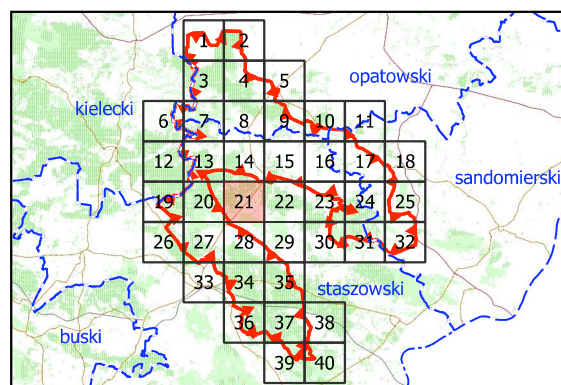 1 2
3 4 5
opatowski
kielecki
6 7 8 9 10 11
12 13 14 15 16 17 18
sandomierski
19 20 21 22 23 24 25
26 27 28 29 30 31 32
33 34 35
staszowski
36 37 38
buski
39 40